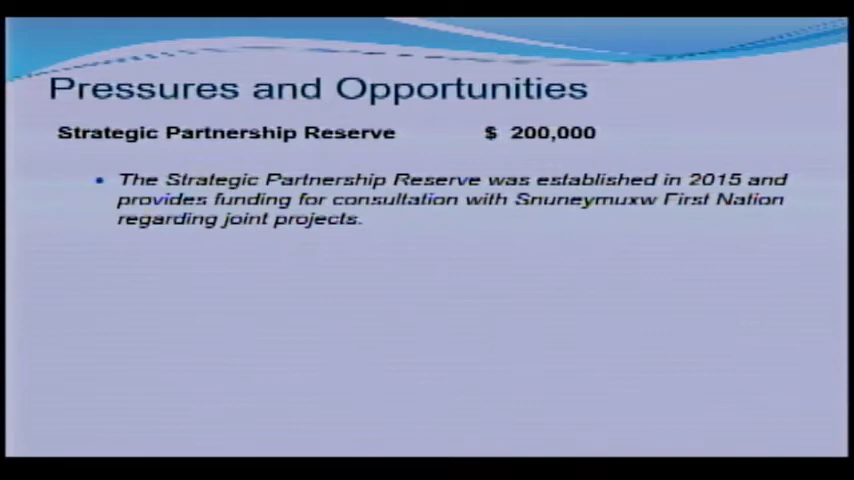 Pressures and Opportunities
Strategic Partnership Reserve $ 200,000
• The Strategic Partnership Reserve was established in 2015 and
provides funding for consultation with Snuneymuxw First Nation
regarding joint projects.